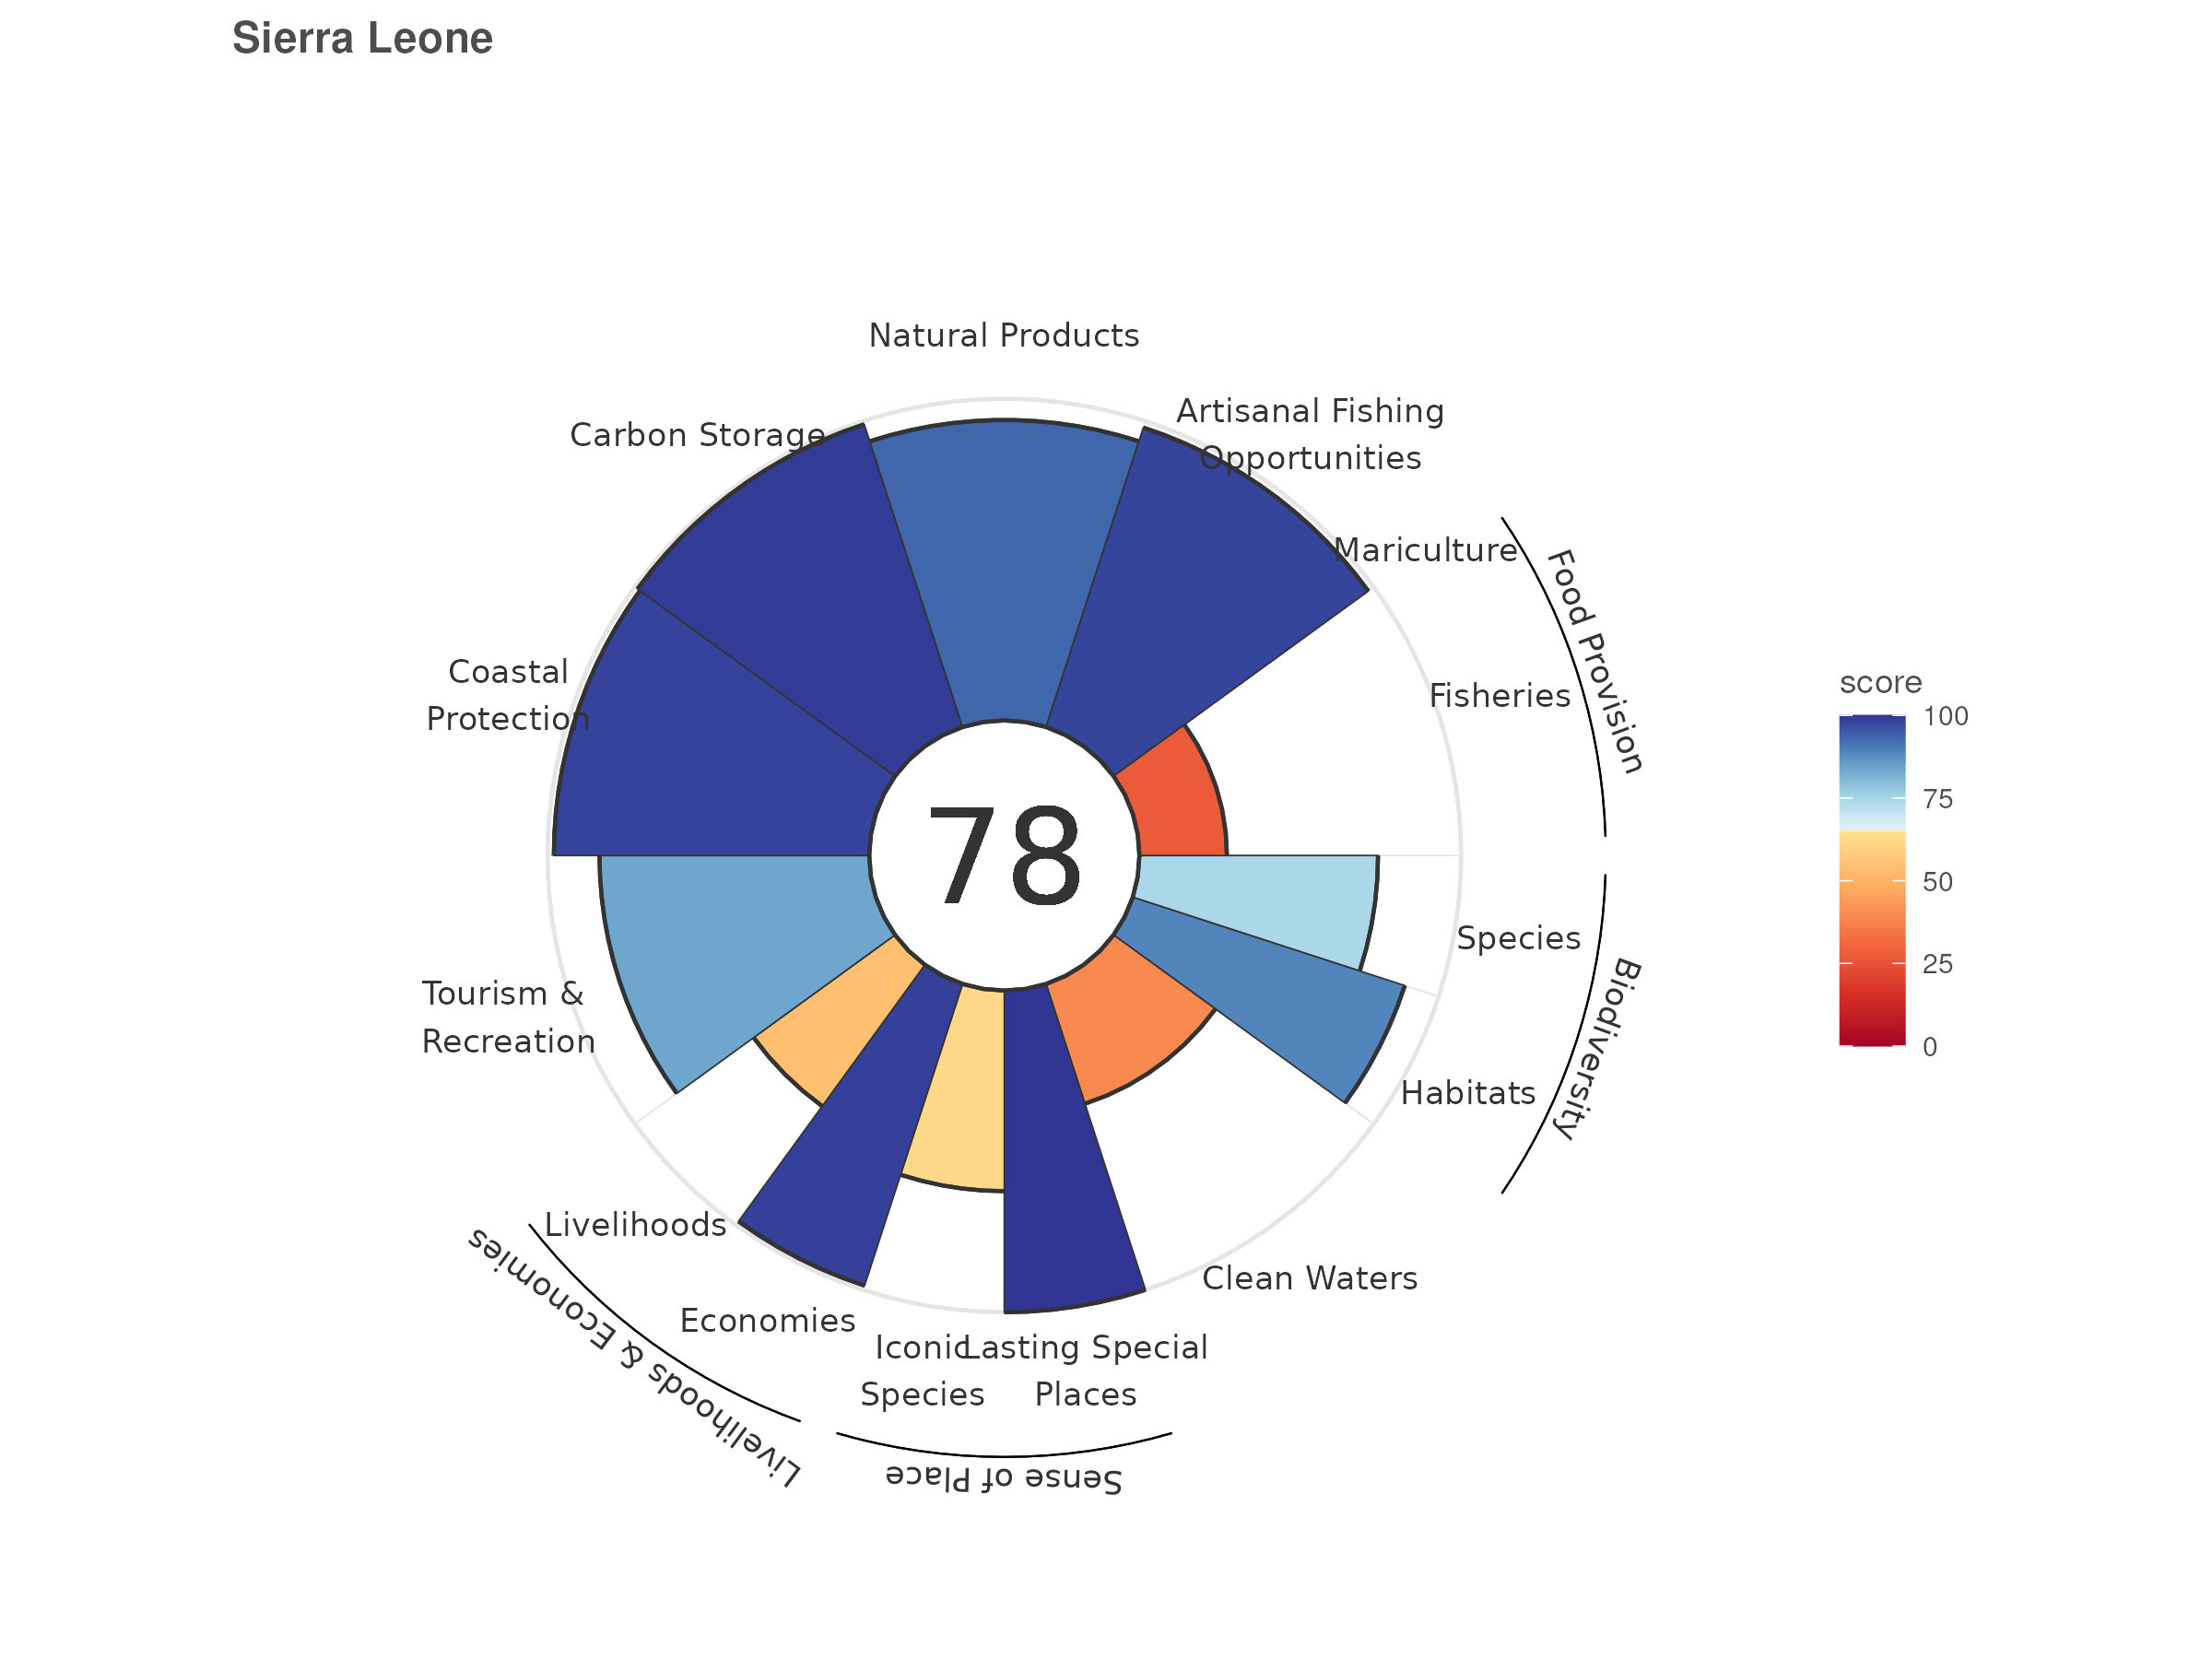 Sierra Leone
Natural Products
Artisanal Fishing
Opportunities
Carbon Storage
Mariculture
Food Provision
Fisheries
Coastal
Protection
score
100
75
50
25
0
78
Species
Biodiversity
Habitats
Tourism &
Recreation
Livelihoods
Clean Waters
Economies
Livelihoods & Economies
Iconic
Species
Lasting Special
Places
Sense of Place